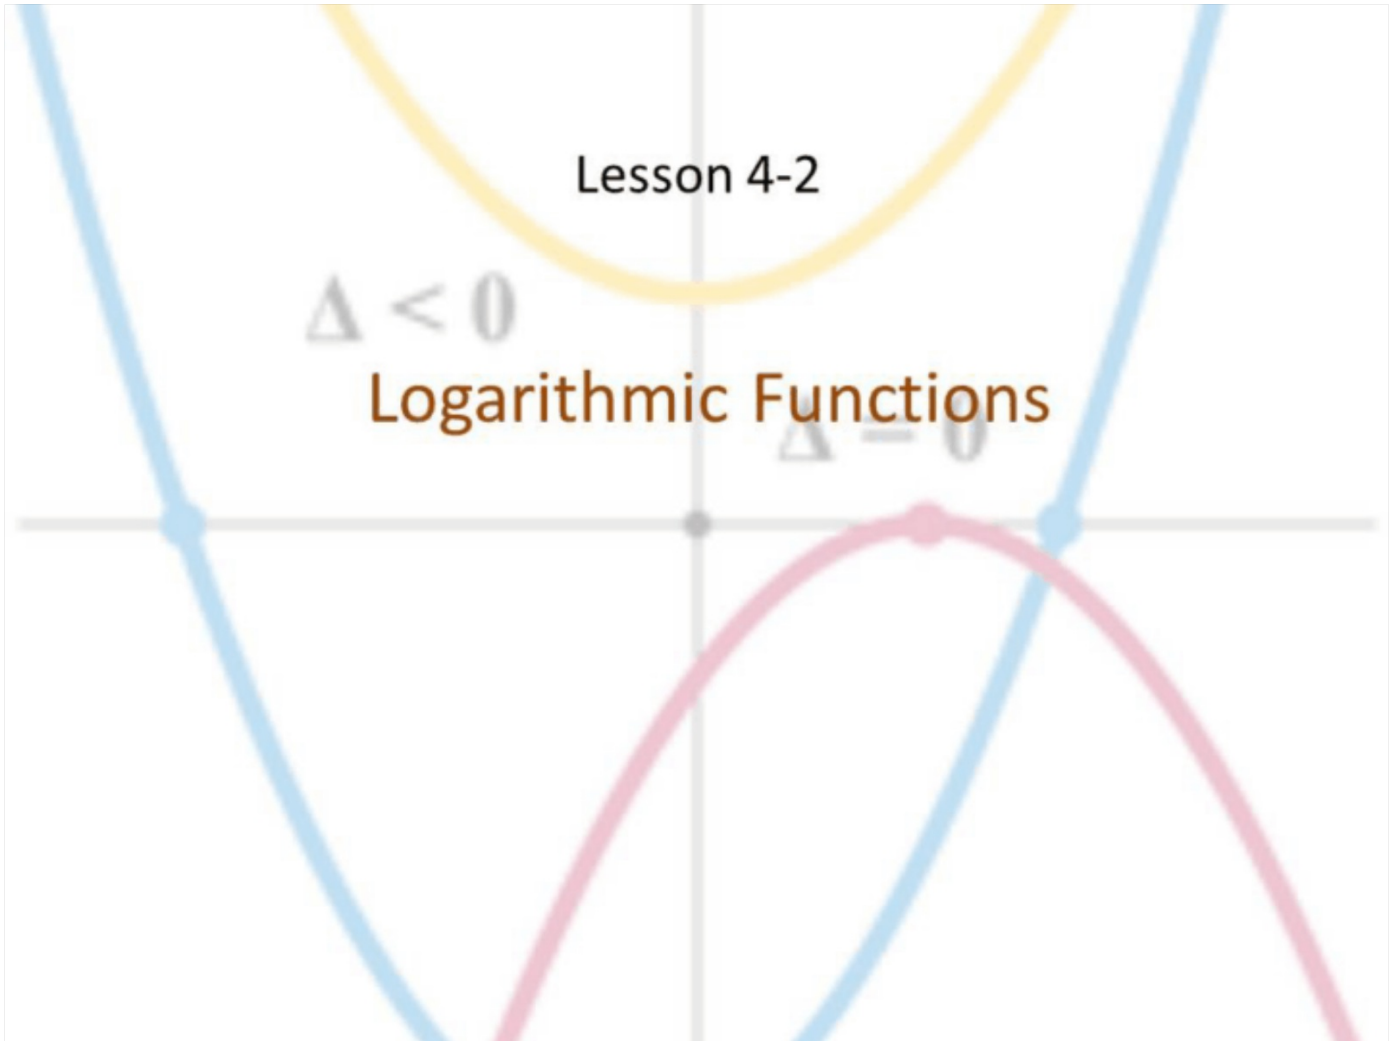 Lesson 4-2
Δ < 0
Logarithmic Functions
Δ = 0